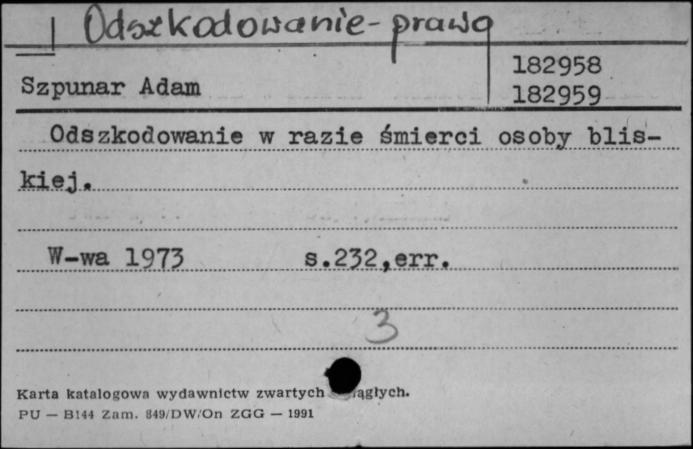 Odszkodowanie-prawo
182958
Szpunar Adam
182959
Odszkodowanie w razie śmierci osoby blis-
kiej.
W-wa 1973 s.232,err.
3
Karta katalogowa wydawnictw zwartych
PU — B144 Zam. 849/DW/On ZGG — 1991